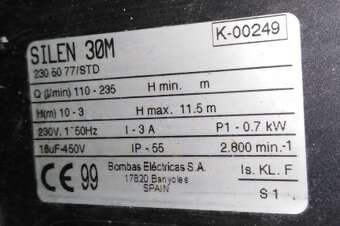 K-00249
SILEN 30M
230 50 77/STD
Q (l/min) 110 - 235 H min. m
H(m) 10 - 3 H max. 11.5 m
230V. 1~50Hz I - 3 A P1 - 0.7 kW
16uF-450V IP - 55 2.800 min.-1
CE 99 Bombas Eléctricas S.A. Is. KL. F
17820 Banyoles
SPAIN S 1